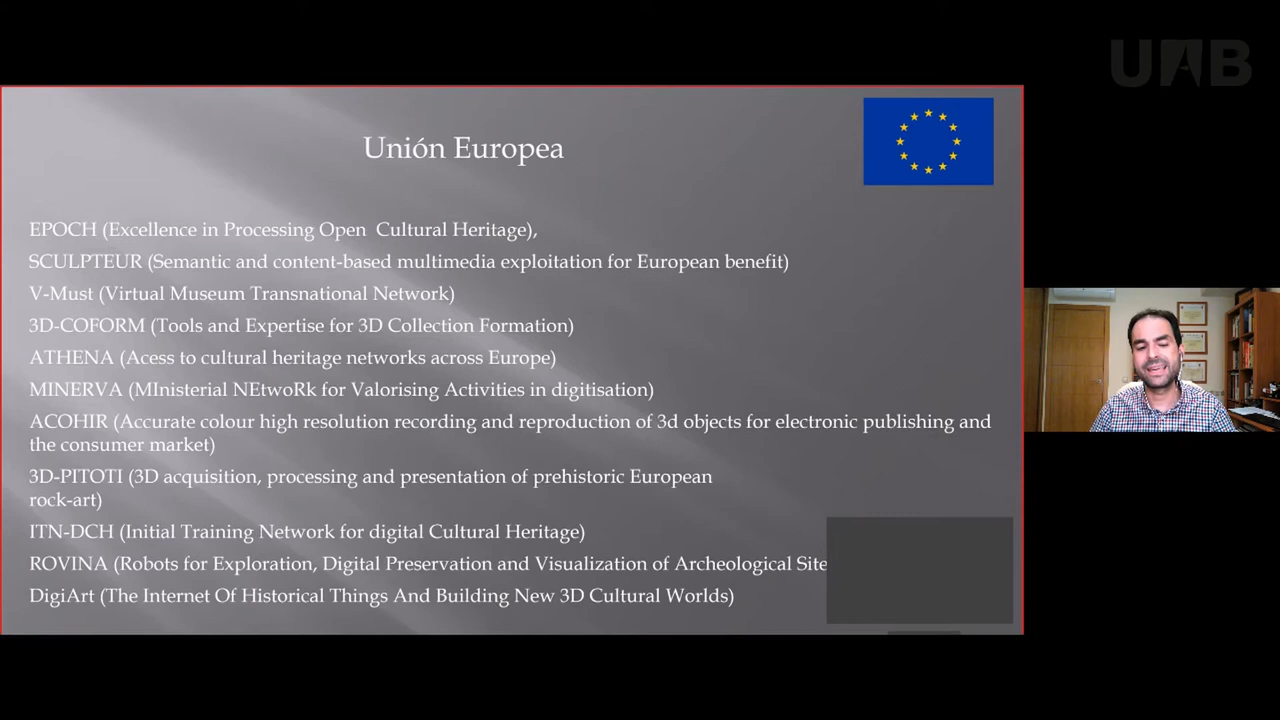 UAB
Unión Europea
EPOCH (Excellence in Processing Open Cultural Heritage),
SCULPTEUR (Semantic and content-based multimedia exploitation for European benefit)
V-Must (Virtual Museum Transnational Network)
3D-COFORM (Tools and Expertise for 3D Collection Formation)
ATHENA (Acess to cultural heritage networks across Europe)
MINERVA (MInisterial NEtwoRk for Valorising Activities in digitisation)
ACOHIR (Accurate colour high resolution recording and reproduction of 3d objects for electronic publishing and
the consumer market)
3D-PITOTI (3D acquisition, processing and presentation of prehistoric European
rock-art)
ITN-DCH (Initial Training Network for digital Cultural Heritage)
ROVINA (Robots for Exploration, Digital Preservation and Visualization of Archeological Site
DigiArt (The Internet Of Historical Things And Building New 3D Cultural Worlds)